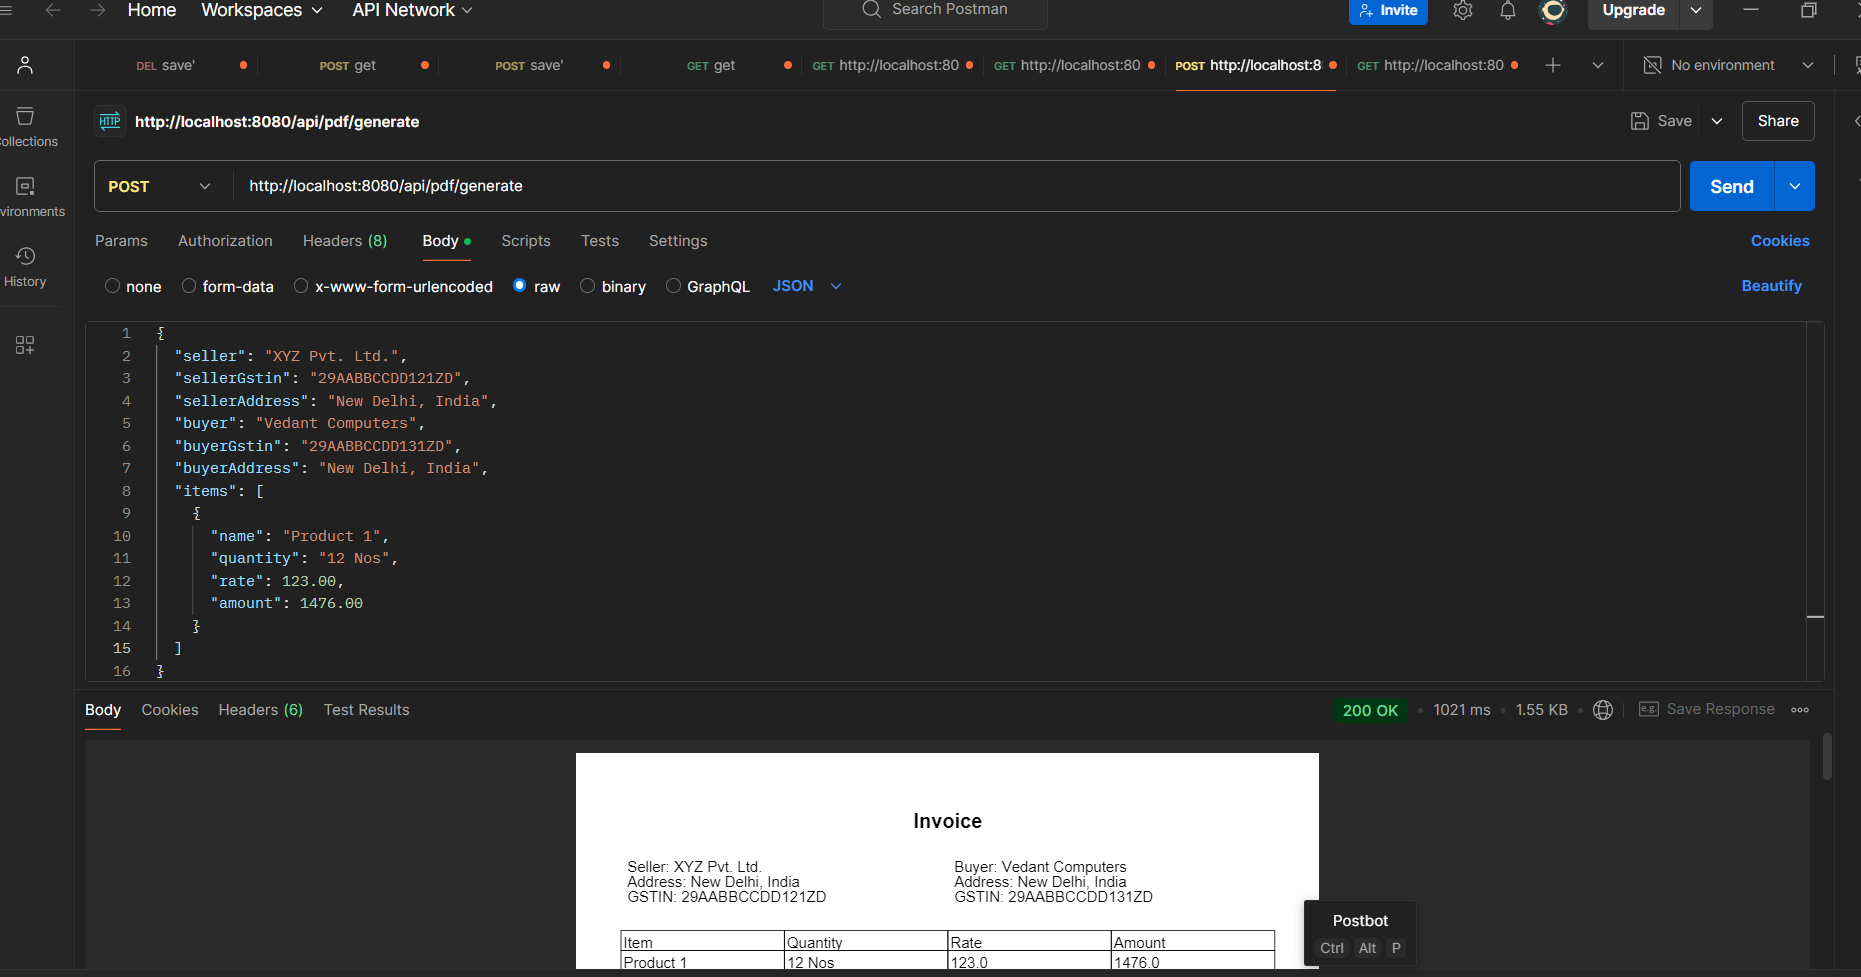 Home Workspaces API Network Search Postman Invite Upgrade
DEL save' POST get POST save' GET get GET http://localhost:80 GET http://localhost:80 POST http://localhost:8 GET http://localhost:80 No environment
http://localhost:8080/api/pdf/generate Save Share
POST http://localhost:8080/api/pdf/generate Send
ollections
vironments
History
Params Authorization Headers (8) Body Scripts Tests Settings Cookies
none form-data x-www-form-urlencoded raw binary GraphQL JSON Beautify
1 {
2 "seller": "XYZ Pvt. Ltd.",
3 "sellerGstin": "29AABBCCDD121ZD",
4 "sellerAddress": "New Delhi, India",
5 "buyer": "Vedant Computers",
6 "buyerGstin": "29AABBCCDD131ZD",
7 "buyerAddress": "New Delhi, India",
8 "items": [
9 {
10 "name": "Product 1",
11 "quantity": "12 Nos",
12 "rate": 123.00,
13 "amount": 1476.00
14 }
15 ]
16 }
Body Cookies Headers (6) Test Results 200 OK 1021 ms 1.55 KB e.g. Save Response
Invoice
Seller: XYZ Pvt. Ltd.
Address: New Delhi, India
GSTIN: 29AABBCCDD121ZD
Buyer: Vedant Computers
Address: New Delhi, India
GSTIN: 29AABBCCDD131ZD
Item Quantity Rate Amount
Product 1 12 Nos 123.0 1476.0
Postbot
Ctrl Alt P